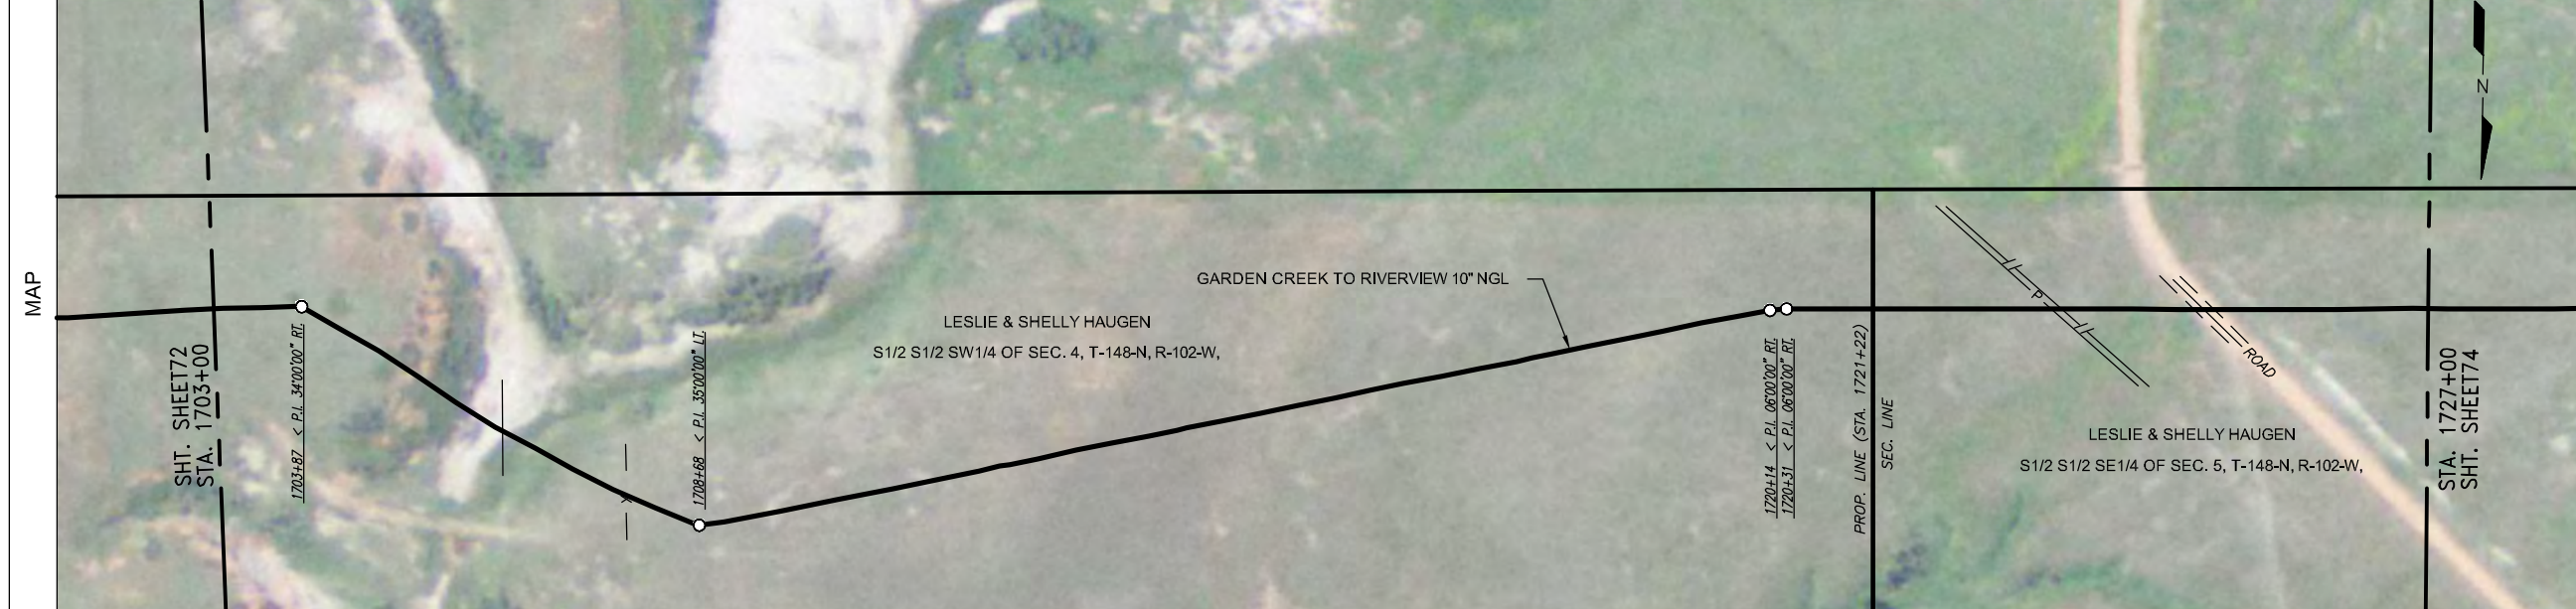 MAP
SHT. SHEET72
STA. 1703+00
1703+87 < P.I. 34°00'00" RT.
1708+68 < P.I. 35°00'00" LT.
LESLIE & SHELLY HAUGEN
S1/2 S1/2 SW1/4 OF SEC. 4, T-148-N, R-102-W,
GARDEN CREEK TO RIVERVIEW 10" NGL
1720+14 < P.I. 06°00'00" RT.
1720+31 < P.I. 06°00'00" RT.
PROP. LINE (STA. 1721+22)
SEC. LINE
P
ROAD
LESLIE & SHELLY HAUGEN
S1/2 S1/2 SE1/4 OF SEC. 5, T-148-N, R-102-W,
STA. 1727+00
SHT. SHEET74
N